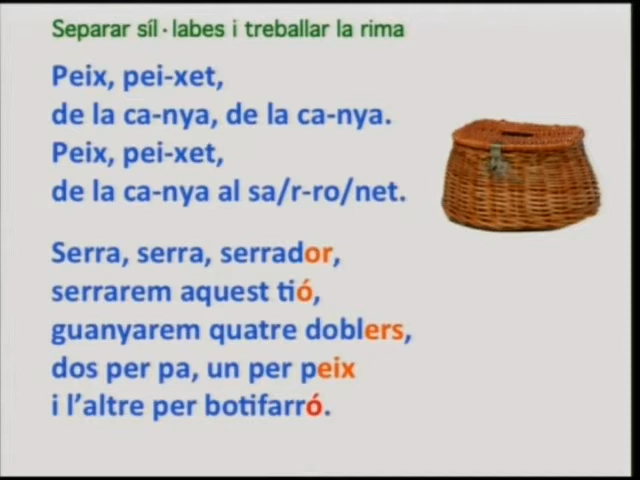 Separar síl·labes i treballar la rima
Peix, pei-xet,
de la ca-nya, de la ca-nya.
Peix, pei-xet,
de la ca-nya al sa/r-ro/net.
Serra, serra, serrador,
serrarem aquest tió,
guanyarem quatre doblers,
dos per pa, un per peix
i l'altre per botifarró.